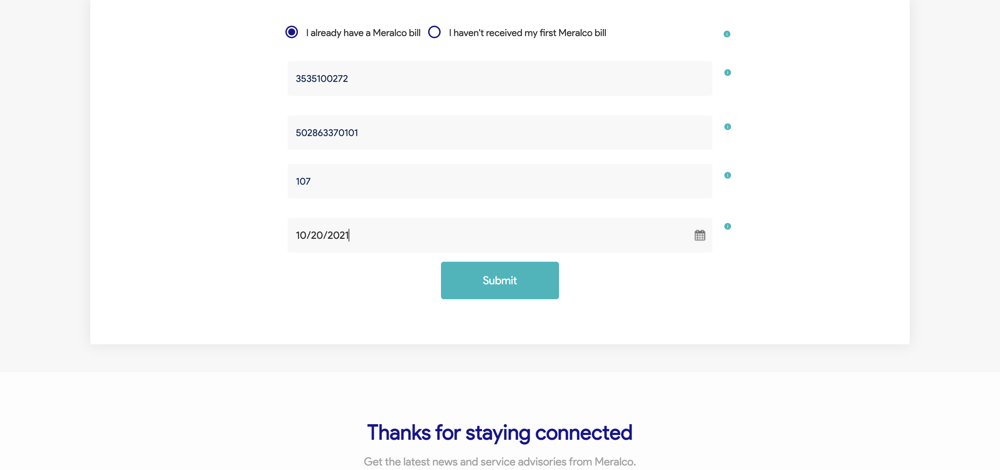 I already have a Meralco bill I haven't received my first Meralco bill
3535100272
502863370101
107
10/20/2021
Submit
Thanks for staying connected
Get the latest news and service advisories from Meralco.